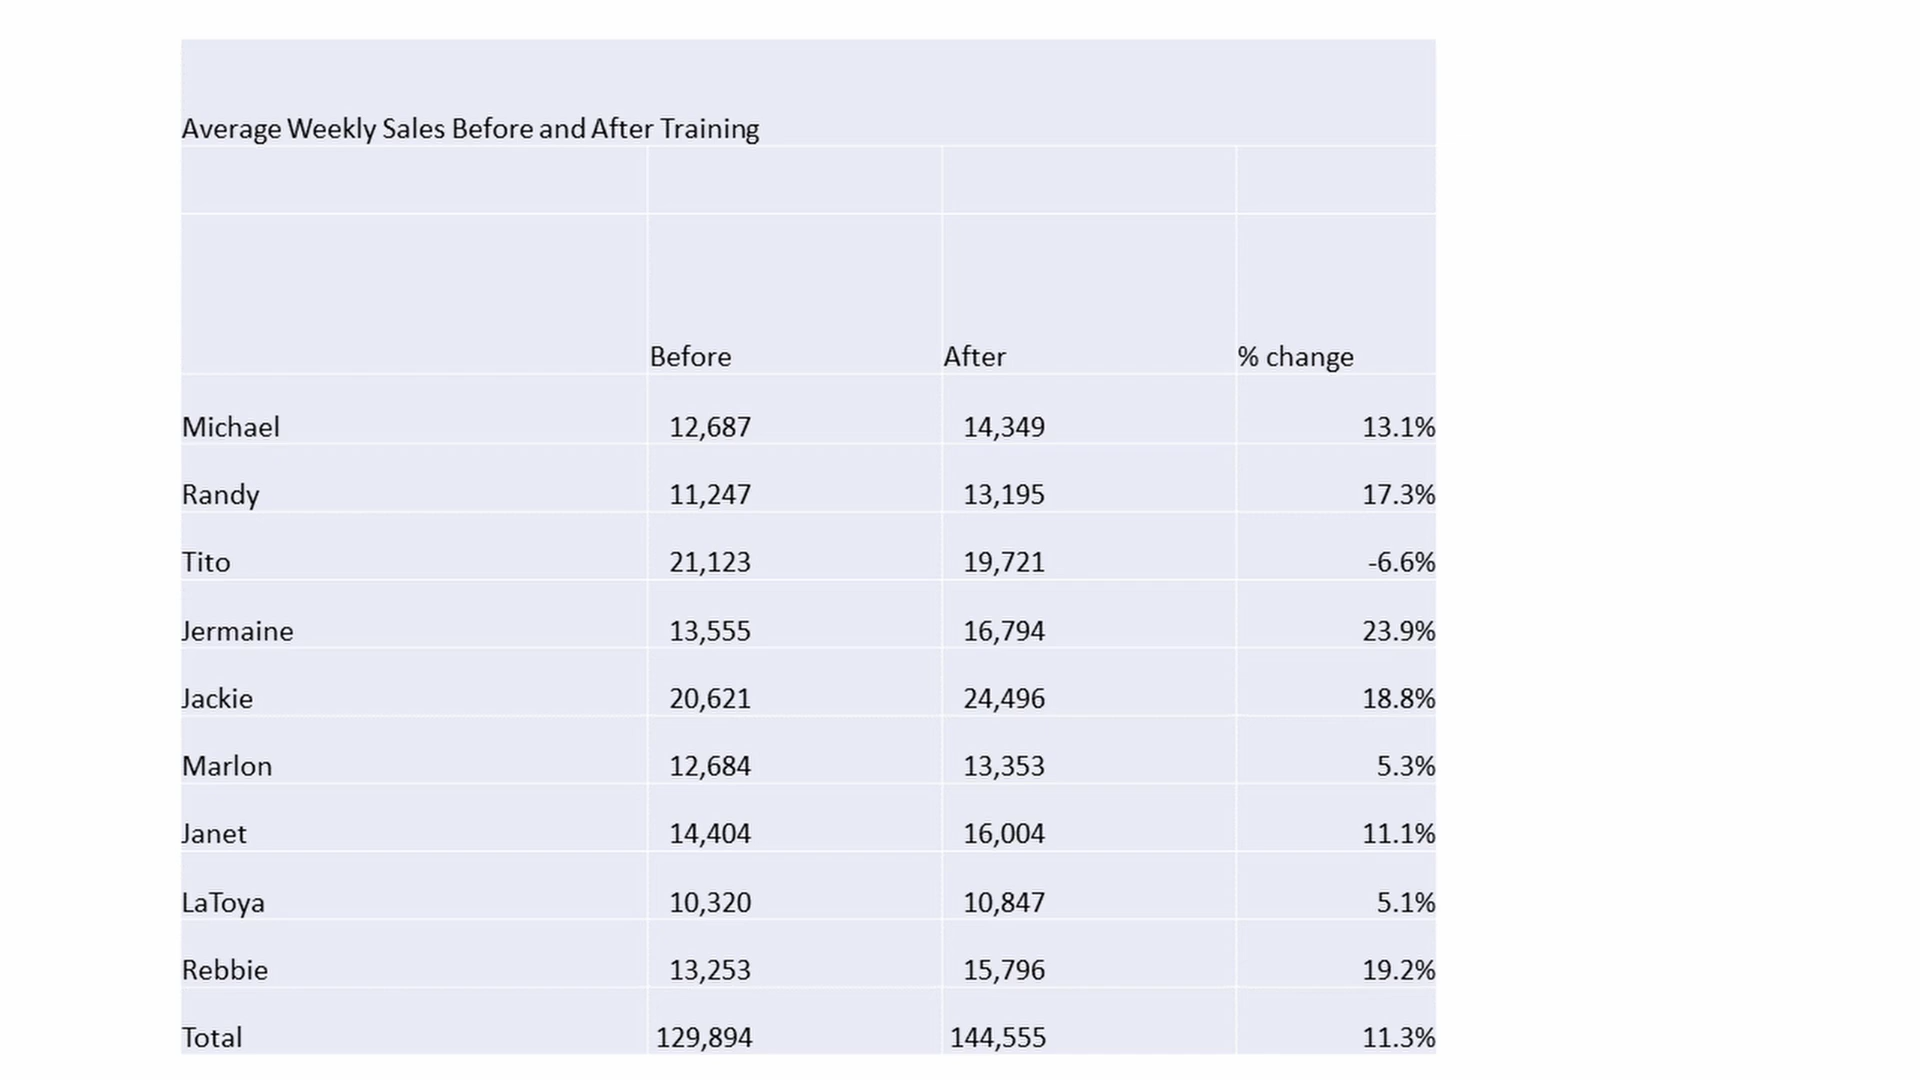 Average Weekly Sales Before and After Training
Before After % change
Michael 12,687 14,349 13.1%
Randy 11,247 13,195 17.3%
Tito 21,123 19,721 -6.6%
Jermaine 13,555 16,794 23.9%
Jackie 20,621 24,496 18.8%
Marlon 12,684 13,353 5.3%
Janet 14,404 16,004 11.1%
LaToya 10,320 10,847 5.1%
Rebbie 13,253 15,796 19.2%
Total 129,894 144,555 11.3%